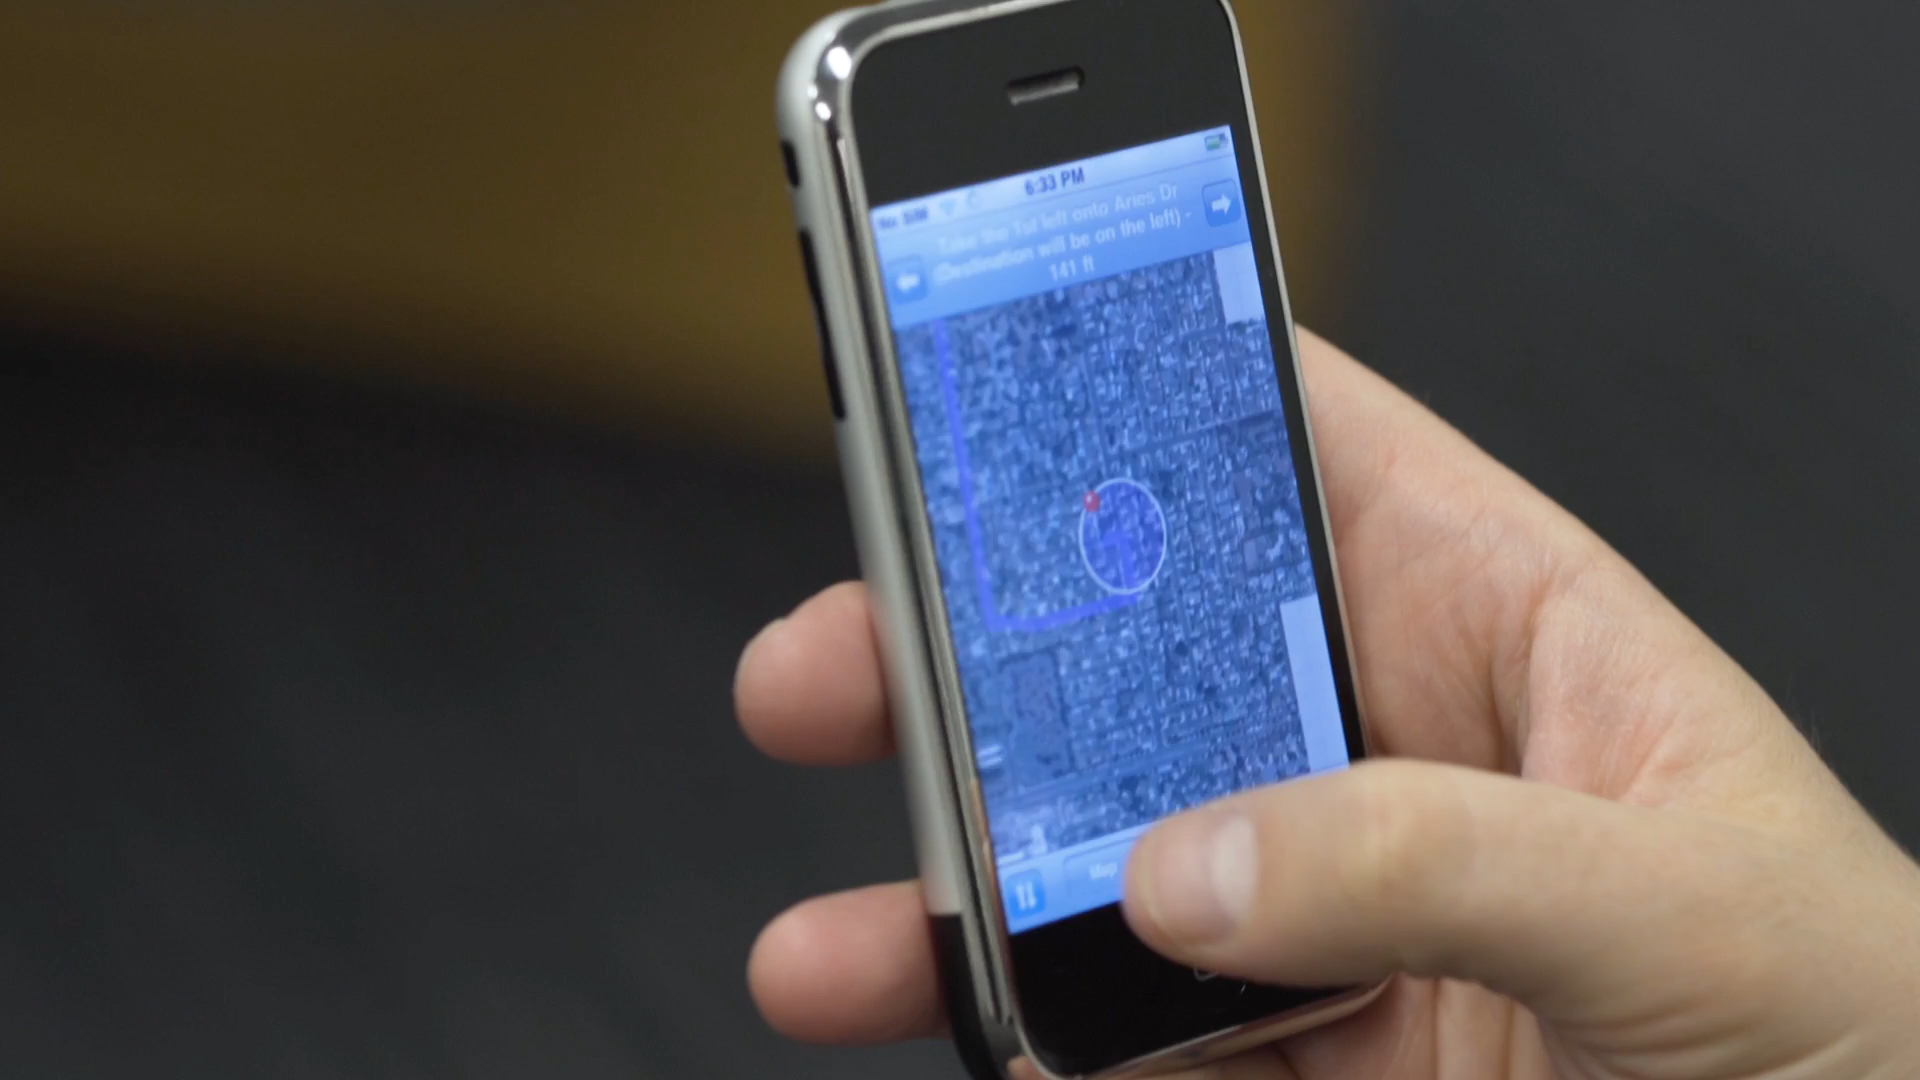 No SIM
6:33 PM
Take the 1st left onto Aries Dr
(Destination will be on the left) -
141 ft
Map